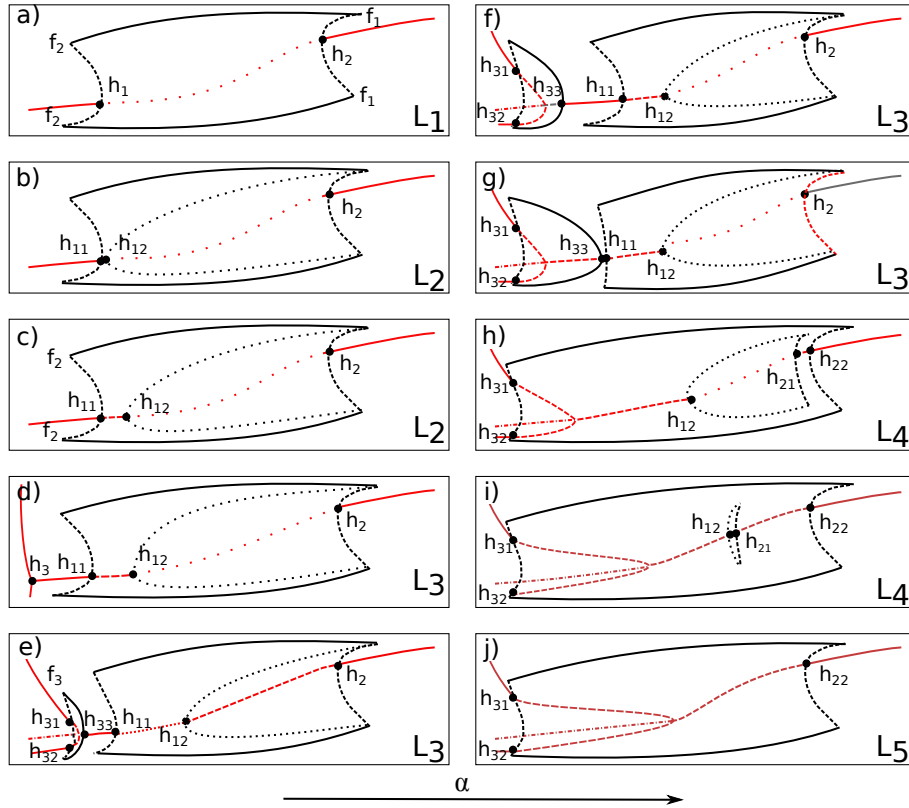 a)
f₁
f₂
h₂
h₁
f₁
f₂
L₁
b)
h₂
h₁₁ h₁₂
L₂
c)
f₂
h₂
h₁₁ h₁₂
f₂
L₂
d)
h₂
h₃ h₁₁ h₁₂
L₃
e)
f₃
h₂
h₃₁ h₃₃ h₁₁
h₁₂
h₃₂
L₃
f)
h₂
h₃₁
h₃₃ h₁₁
h₃₂ h₁₂
L₃
g)
h₂
h₃₁
h₃₃ h₁₁
h₁₂
h₃₂
L₃
h)
h₃₁ h₂₁ h₂₂
h₁₂
h₃₂
L₄
i)
h₁₂ h₂₂
h₃₁ h₂₁
h₃₂
L₄
j)
h₃₁ h₂₂
h₃₂
L₅
α